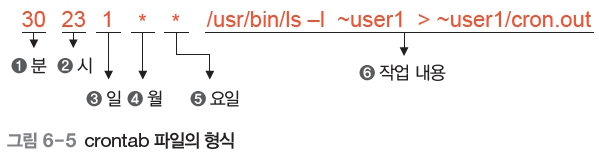 30 23 1 * * /usr/bin/ls –l ~user1 > ~user1/cron.out
❶ 분 ❷ 시 ❻ 작업 내용
❸ 일 ❹ 월 ❺ 요일
그림 6-5 crontab 파일의 형식